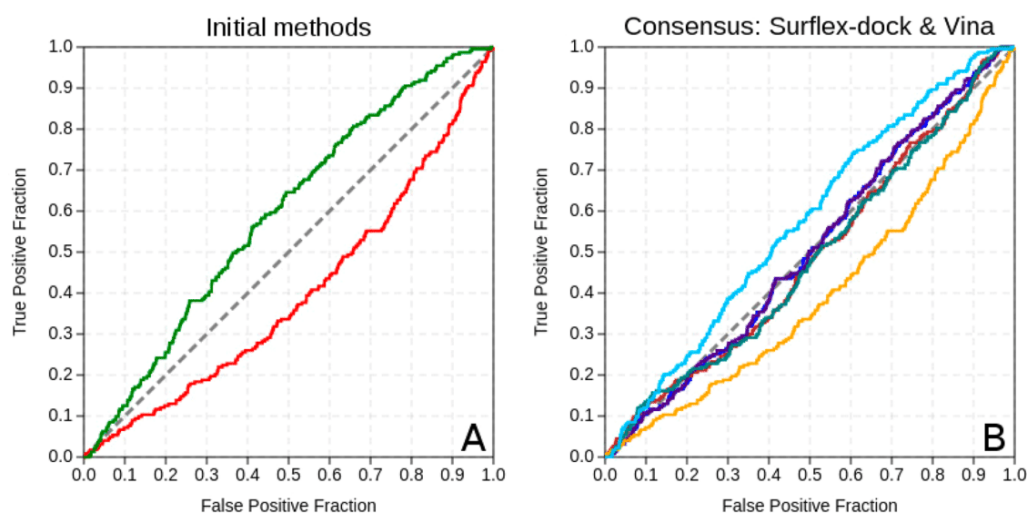 Initial methods
1.0
0.9
0.8
0.7
0.6
0.5
0.4
0.3
0.2
0.1
0.0
True Positive Fraction
A
0.0 0.1 0.2 0.3 0.4 0.5 0.6 0.7 0.8 0.9 1.0
False Positive Fraction
Consensus: Surflex-dock & Vina
1.0
0.9
0.8
0.7
0.6
0.5
0.4
0.3
0.2
0.1
0.0
True Positive Fraction
B
0.0 0.1 0.2 0.3 0.4 0.5 0.6 0.7 0.8 0.9 1.0
False Positive Fraction